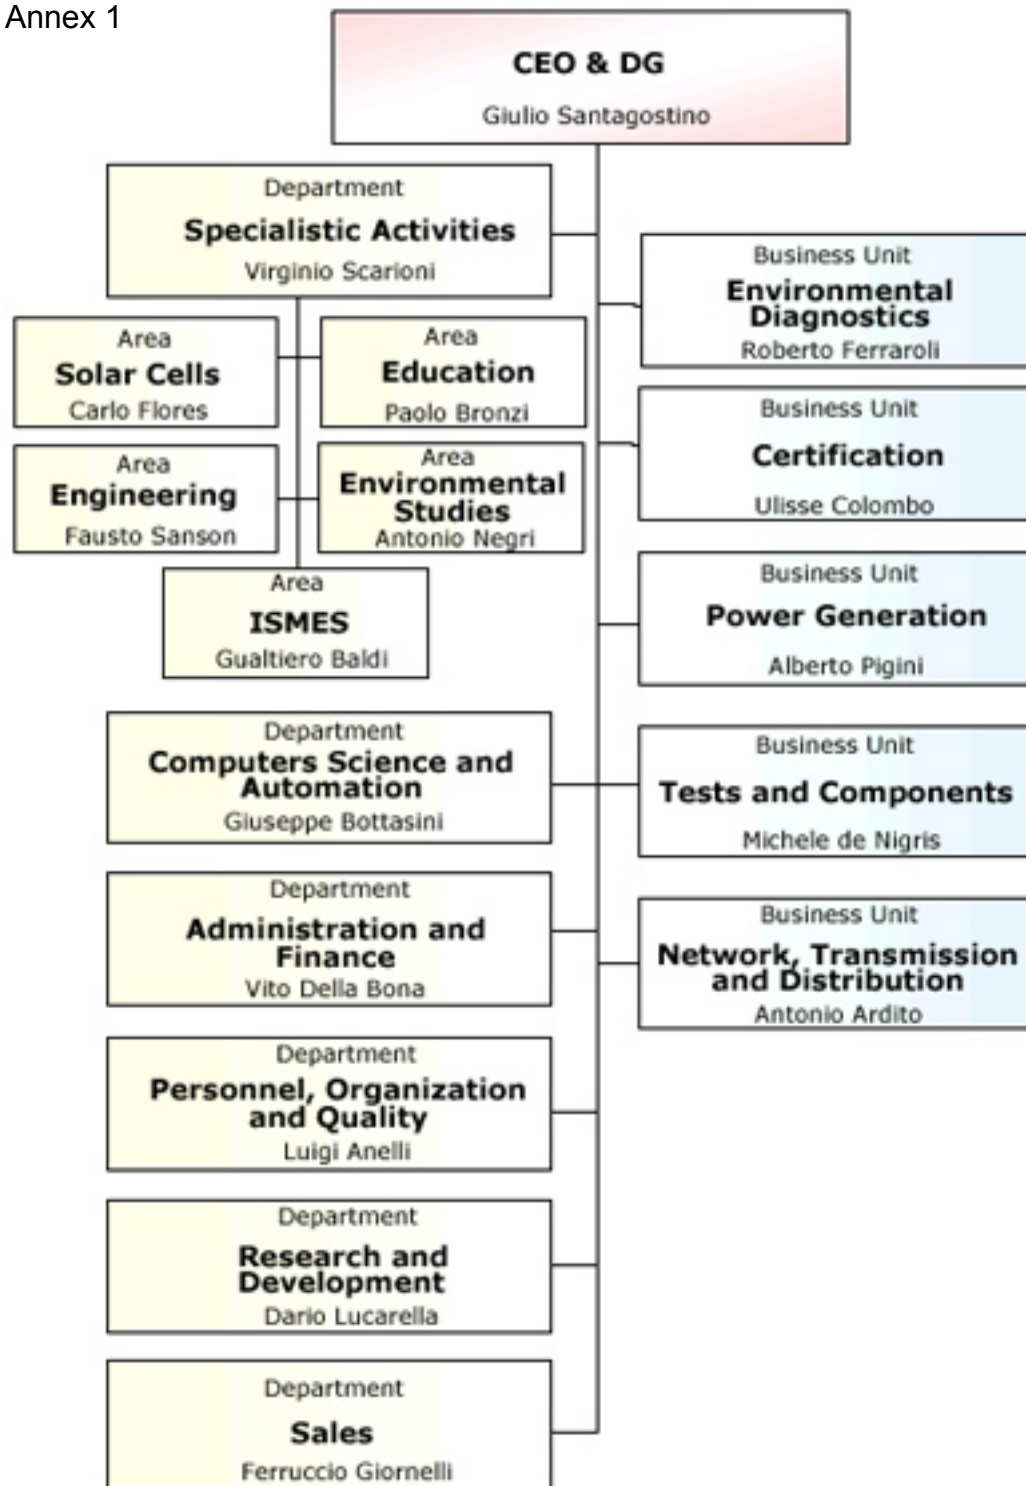 Annex 1
CEO & DG
Giulio Santagostino
Department
Specialistic Activities
Virginio Scarioni
Area
Solar Cells
Carlo Flores
Area
Education
Paolo Bronzi
Area
Engineering
Fausto Sanson
Area
Environmental
Studies
Antonio Negri
Area
ISMES
Gualtiero Baldi
Department
Computers Science and
Automation
Giuseppe Bottasini
Department
Administration and
Finance
Vito Della Bona
Department
Personnel, Organization
and Quality
Luigi Anelli
Department
Research and
Development
Dario Lucarella
Department
Sales
Ferruccio Giornelli
Business Unit
Environmental
Diagnostics
Roberto Ferraroli
Business Unit
Certification
Ulisse Colombo
Business Unit
Power Generation
Alberto Pigini
Business Unit
Tests and Components
Michele de Nigris
Business Unit
Network, Transmission
and Distribution
Antonio Ardito